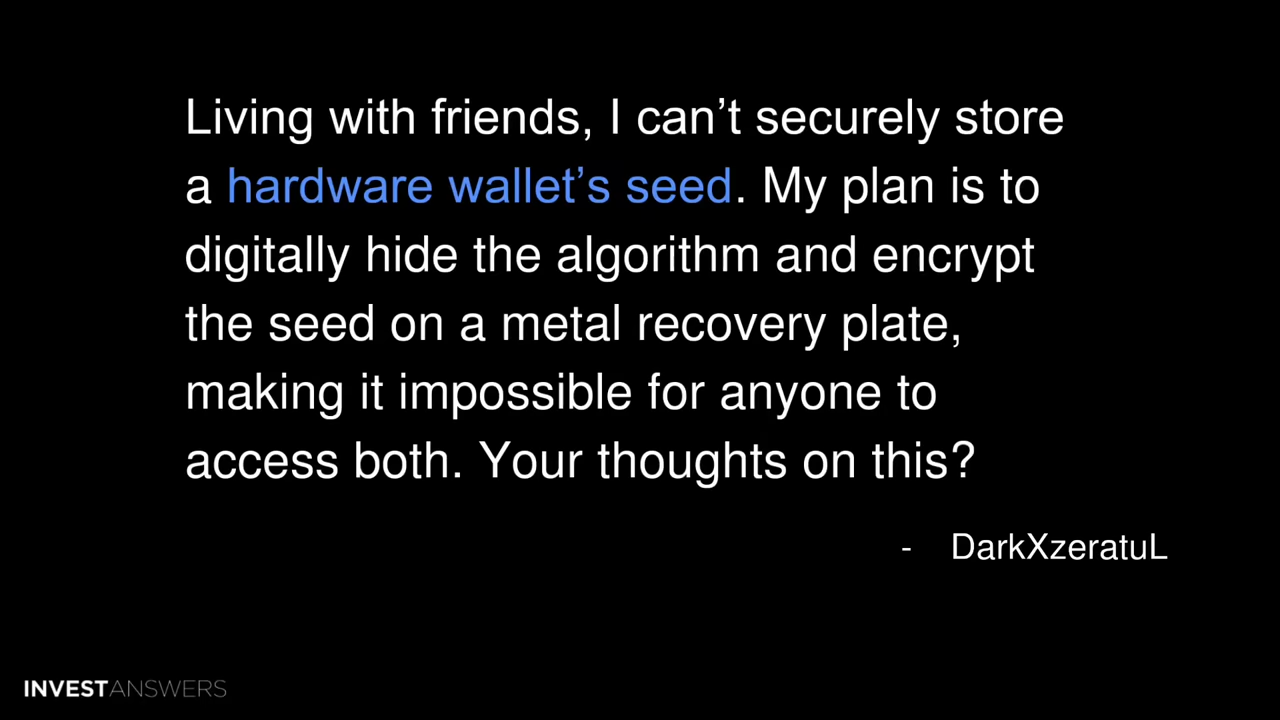 Living with friends, I can’t securely store
a hardware wallet’s seed. My plan is to
digitally hide the algorithm and encrypt
the seed on a metal recovery plate,
making it impossible for anyone to
access both. Your thoughts on this?
- DarkXzeratuL
INVESTANSWERS